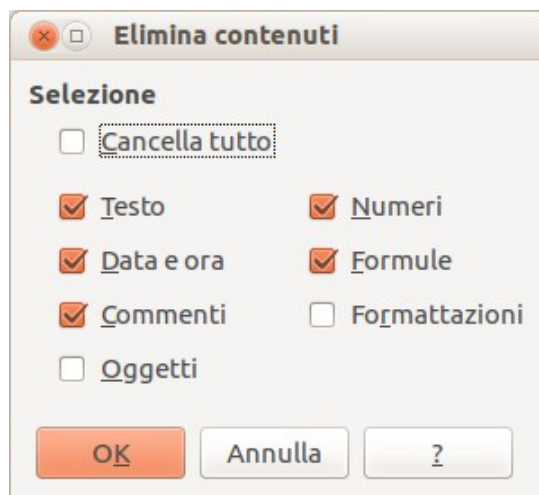 Elimina contenuti
Selezione
Cancella tutto
Testo
Numeri
Data e ora
Formule
Commenti
Formattazioni
Oggetti
OK
Annulla
?